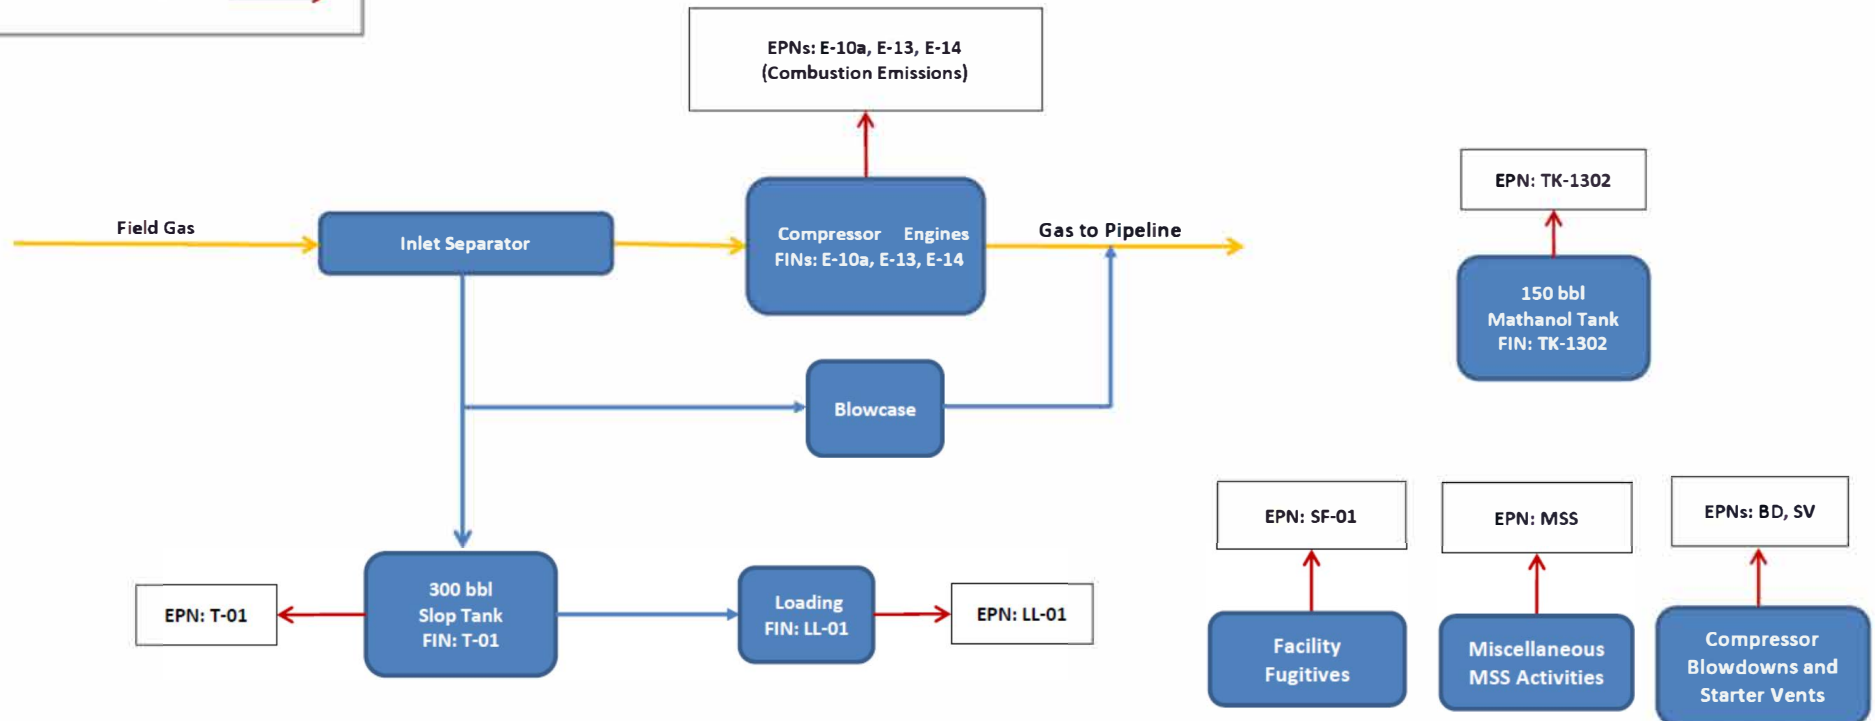 EPNs: E-10a, E-13, E-14
(Combustion Emissions)
EPN: TK-1302
Field Gas
Inlet Separator
Compressor Engines
FINs: E-10a, E-13, E-14
Gas to Pipeline
150 bbl
Mathanol Tank
FIN: TK-1302
Blowcase
EPN: SF-01
EPN: MSS
EPNs: BD, SV
EPN: T-01
300 bbl
Slop Tank
FIN: T-01
Loading
FIN: LL-01
EPN: LL-01
Facility
Fugitives
Miscellaneous
MSS Activities
Compressor
Blowdowns and
Starter Vents